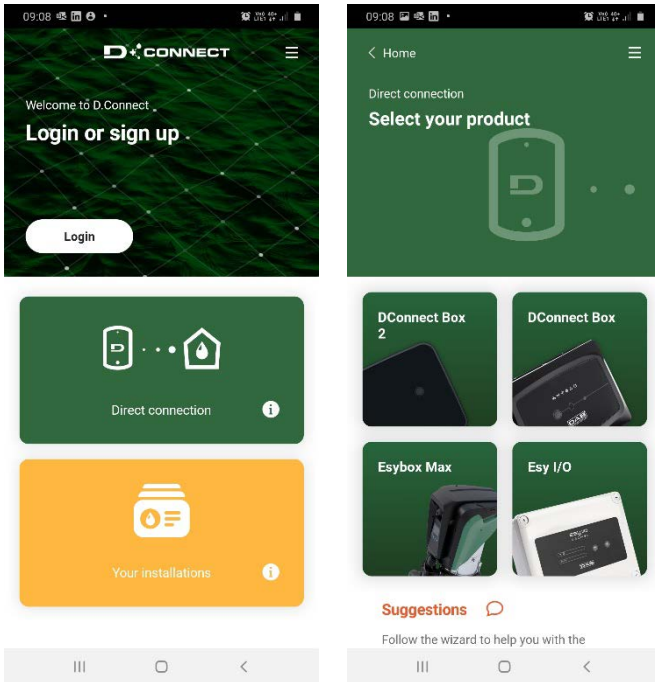 09:08
D+CONNECT
Welcome to D.Connect
Login or sign up
Login
Direct connection
Your installations
09:08
Home
Direct connection
Select your product
D
DConnect Box
2
DConnect Box
DAB
Esybox Max
Esy I/O
Suggestions
Follow the wizard to help you with the